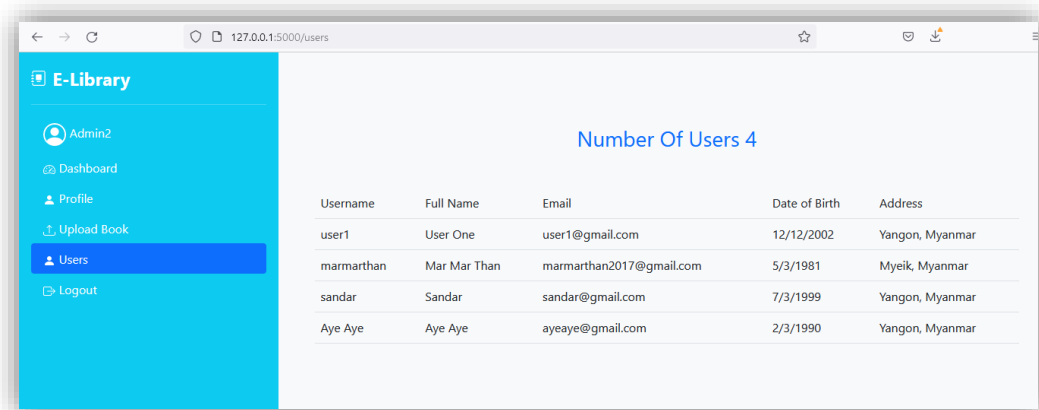 127.0.0.1:5000/users
E-Library
Admin2
Dashboard
Profile
Upload Book
Users
Logout
Number Of Users 4
Username Full Name Email Date of Birth Address
user1 User One user1@gmail.com 12/12/2002 Yangon, Myanmar
marmarthan Mar Mar Than marmarthan2017@gmail.com 5/3/1981 Myeik, Myanmar
sandar Sandar sandar@gmail.com 7/3/1999 Yangon, Myanmar
Aye Aye Aye Aye ayeaye@gmail.com 2/3/1990 Yangon, Myanmar